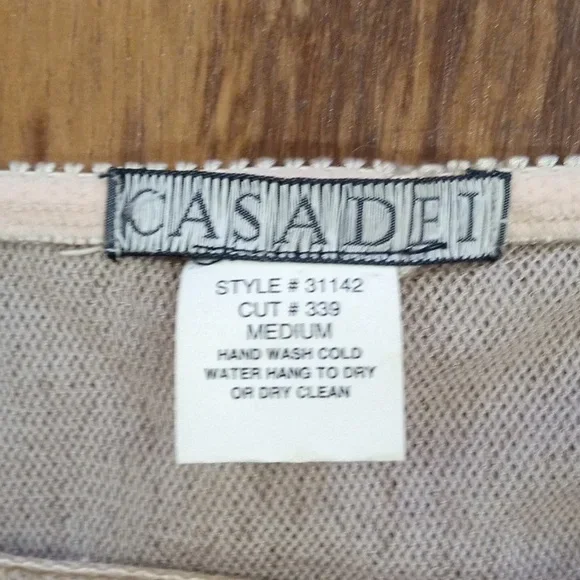 CASADEI
STYLE # 31142
CUT # 339
MEDIUM
HAND WASH COLD
WATER HANG TO DRY
OR DRY CLEAN